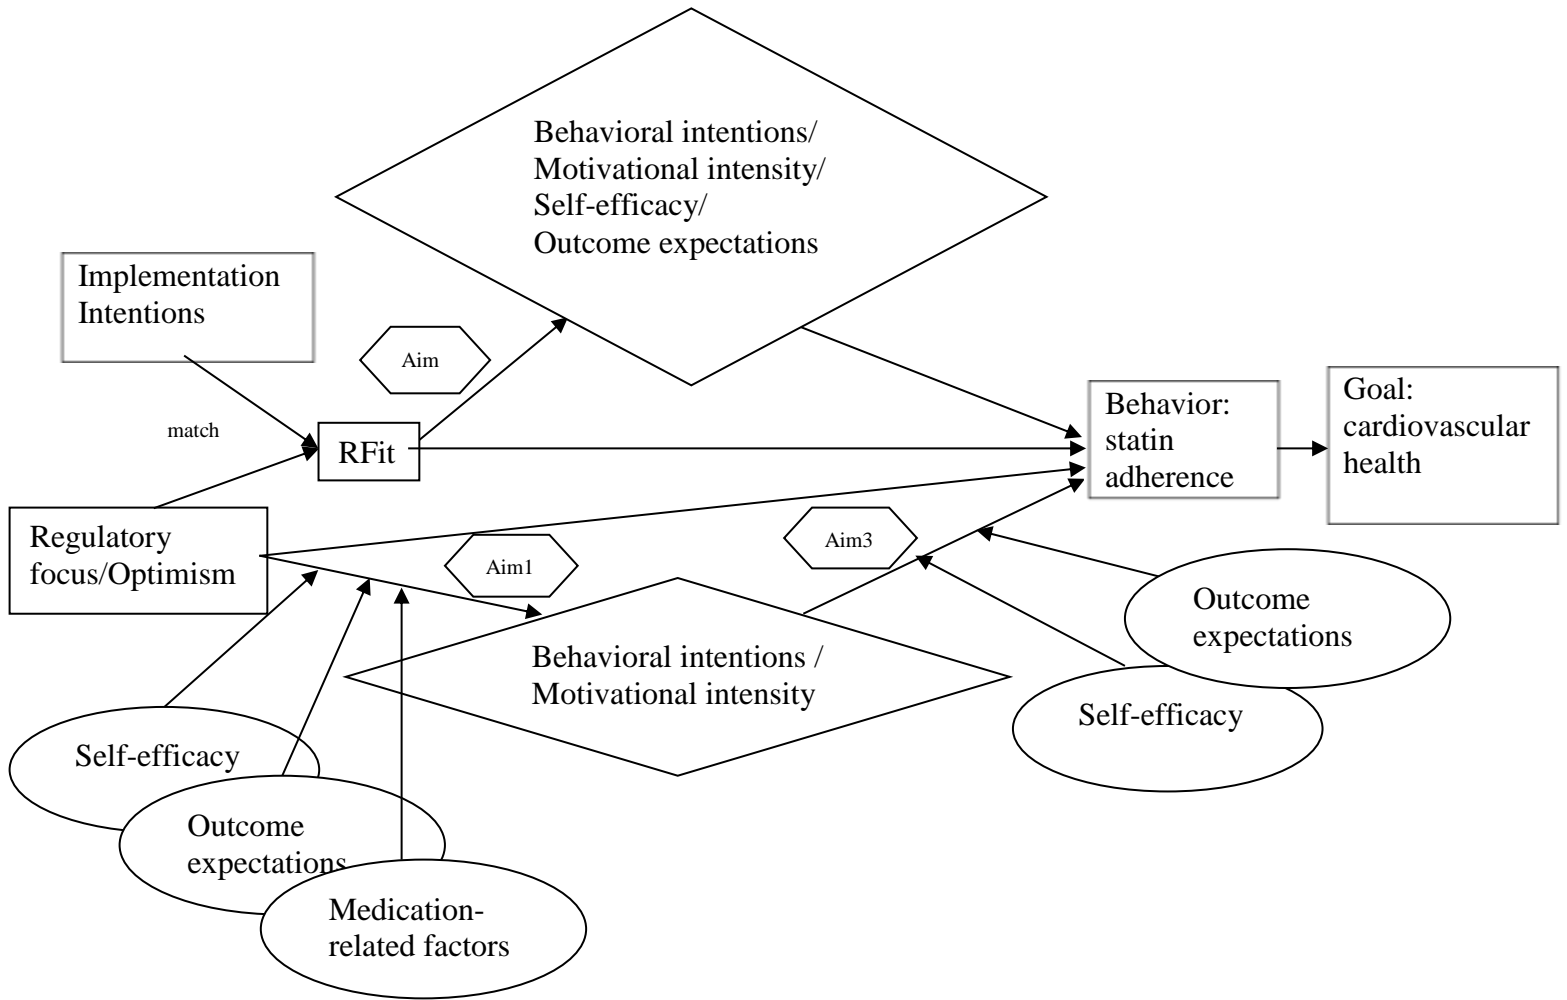 Behavioral intentions/
Motivational intensity/
Self-efficacy/
Outcome expectations
Implementation
Intentions
Aim
match
RFit
Behavior:
statin
adherence
Goal:
cardiovascular
health
Regulatory
focus/Optimism
Aim1
Aim3
Behavioral intentions /
Motivational intensity
Outcome
expectations
Self-efficacy
Self-efficacy
Outcome
expectations
Medication-
related factors